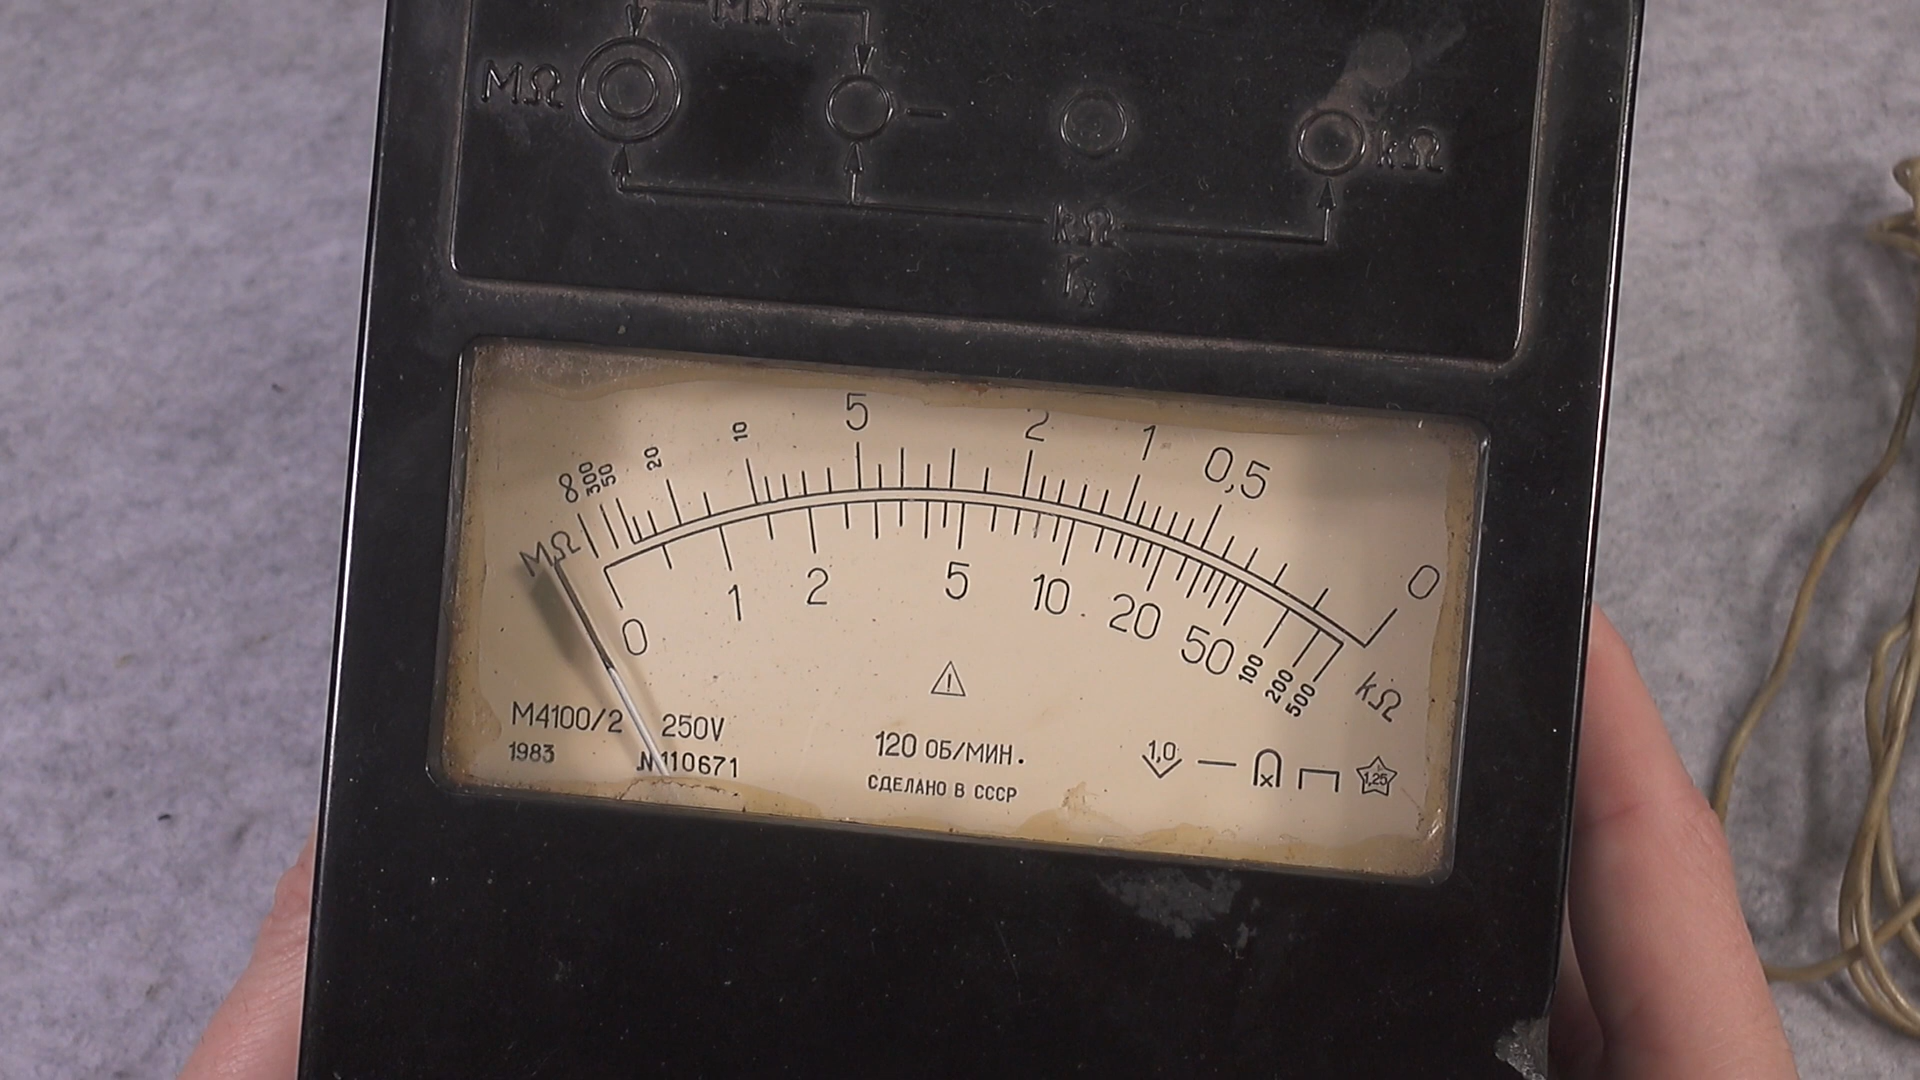 MΩ
MΩ
kΩ
kΩ
rx
∞ 300 50 20 10 5 2 1 0,5 0
MΩ
0 1 2 5 10 20 50 100 200 500
kΩ
M4100/2 250V
1983 N110671
120 ОБ/МИН.
СДЕЛАНО В СССР
1,0
1,25